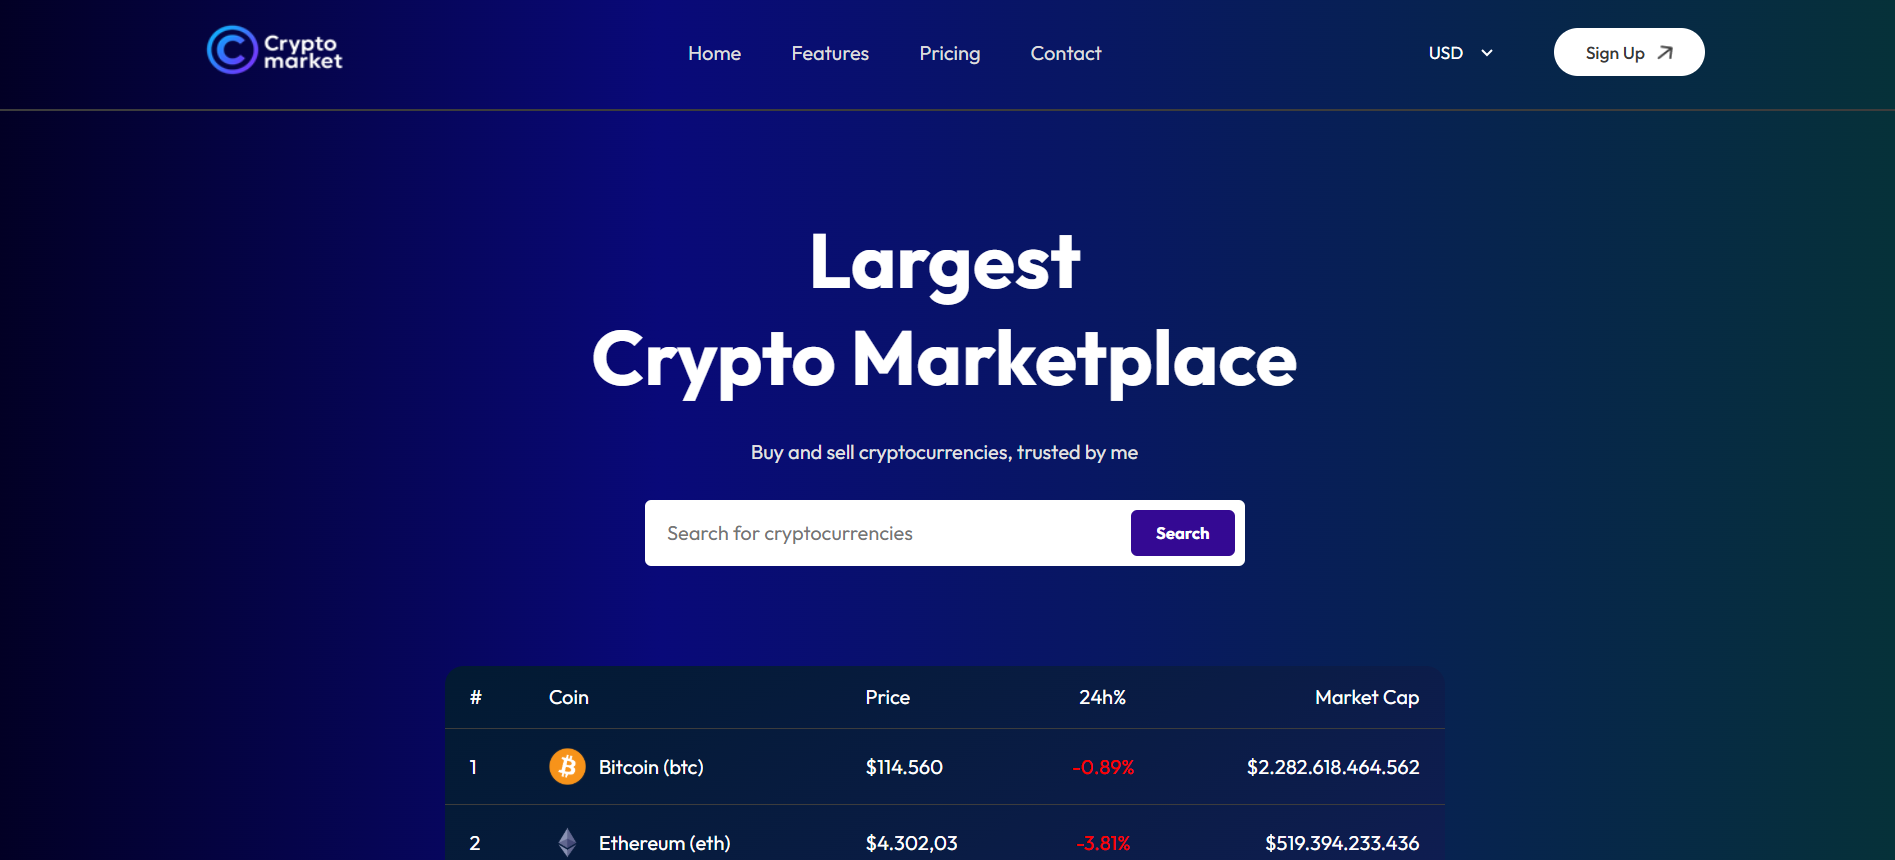 Crypto
market
Home Features Pricing Contact USD Sign Up
Largest
Crypto Marketplace
Buy and sell cryptocurrencies, trusted by me
Search for cryptocurrencies Search
# Coin Price 24h% Market Cap
1 Bitcoin (btc) $114.560 -0.89% $2.282.618.464.562
2 Ethereum (eth) $4.302,03 -3.81% $519.394.233.436